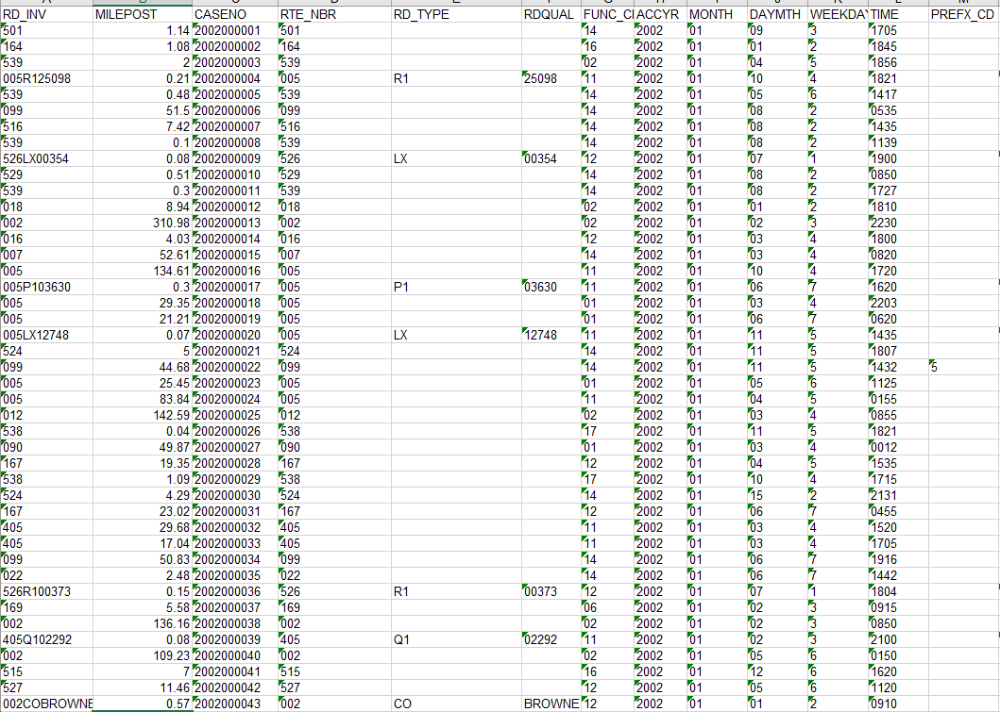 RD_INV MILEPOST CASENO RTE_NBR RD_TYPE RDQUAL FUNC_CL ACCYR MONTH DAYMTH WEEKDAY TIME PREFX_CD
501 1.14 2002000001 501 14 2002 01 09 3 1705
164 1.08 2002000002 164 16 2002 01 01 2 1845
539 2 2002000003 539 02 2002 01 04 5 1856
005R125098 0.21 2002000004 005 R1 25098 11 2002 01 10 4 1821
539 0.48 2002000005 539 14 2002 01 05 6 1417
099 51.5 2002000006 099 14 2002 01 08 2 0535
516 7.42 2002000007 516 14 2002 01 08 2 1435
539 0.1 2002000008 539 14 2002 01 08 2 1139
526LX00354 0.08 2002000009 526 LX 00354 12 2002 01 07 1 1900
529 0.51 2002000010 529 14 2002 01 08 2 0850
539 0.3 2002000011 539 14 2002 01 08 2 1727
018 8.94 2002000012 018 02 2002 01 01 2 1810
002 310.98 2002000013 002 02 2002 01 02 3 2230
016 4.03 2002000014 016 12 2002 01 03 4 1800
007 52.61 2002000015 007 14 2002 01 03 4 0820
005 134.61 2002000016 005 11 2002 01 10 4 1720
005P103630 0.3 2002000017 005 P1 03630 11 2002 01 06 7 1620
005 29.35 2002000018 005 01 2002 01 03 4 2203
005 21.21 2002000019 005 01 2002 01 06 7 0620
005LX12748 0.07 2002000020 005 LX 12748 11 2002 01 11 5 1435
524 5 2002000021 524 14 2002 01 11 5 1807
099 44.68 2002000022 099 14 2002 01 11 5 1432 5
005 25.45 2002000023 005 01 2002 01 05 6 1125
005 83.84 2002000024 005 11 2002 01 04 5 0155
012 142.59 2002000025 012 02 2002 01 03 4 0855
538 0.04 2002000026 538 17 2002 01 11 5 1821
090 49.87 2002000027 090 01 2002 01 03 4 0012
167 19.35 2002000028 167 12 2002 01 04 5 1535
538 1.09 2002000029 538 17 2002 01 10 4 1715
524 4.29 2002000030 524 14 2002 01 15 2 2131
167 23.02 2002000031 167 12 2002 01 06 7 0455
405 29.68 2002000032 405 11 2002 01 03 4 1520
405 17.04 2002000033 405 11 2002 01 03 4 1705
099 50.83 2002000034 099 14 2002 01 06 7 1916
022 2.48 2002000035 022 14 2002 01 06 7 1442
526R100373 0.15 2002000036 526 R1 00373 12 2002 01 07 1 1804
169 5.58 2002000037 169 06 2002 01 02 3 0915
002 136.16 2002000038 002 02 2002 01 02 3 0850
405Q102292 0.08 2002000039 405 Q1 02292 11 2002 01 02 3 2100
002 109.23 2002000040 002 02 2002 01 05 6 0150
515 7 2002000041 515 16 2002 01 12 6 1620
527 11.46 2002000042 527 12 2002 01 05 6 1120
002COBROWNE 0.57 2002000043 002 CO BROWNE 12 2002 01 01 2 0910